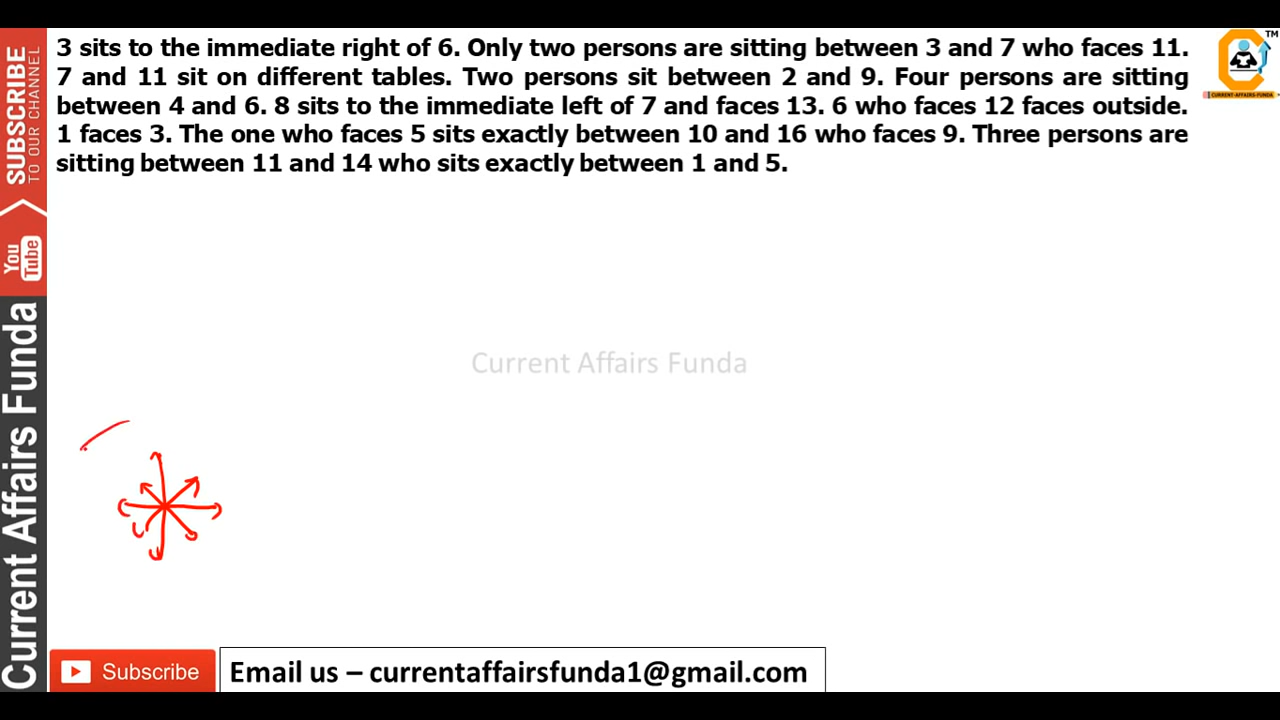 3 sits to the immediate right of 6. Only two persons are sitting between 3 and 7 who faces 11.
7 and 11 sit on different tables. Two persons sit between 2 and 9. Four persons are sitting
between 4 and 6. 8 sits to the immediate left of 7 and faces 13. 6 who faces 12 faces outside.
1 faces 3. The one who faces 5 sits exactly between 10 and 16 who faces 9. Three persons are
sitting between 11 and 14 who sits exactly between 1 and 5.
TM
CURRENT-AFFAIRS-FUNDA
SUBSCRIBE
TO OUR CHANNEL
You
Tube
Current Affairs Funda
Current Affairs Funda
Subscribe
Email us – currentaffairsfunda1@gmail.com